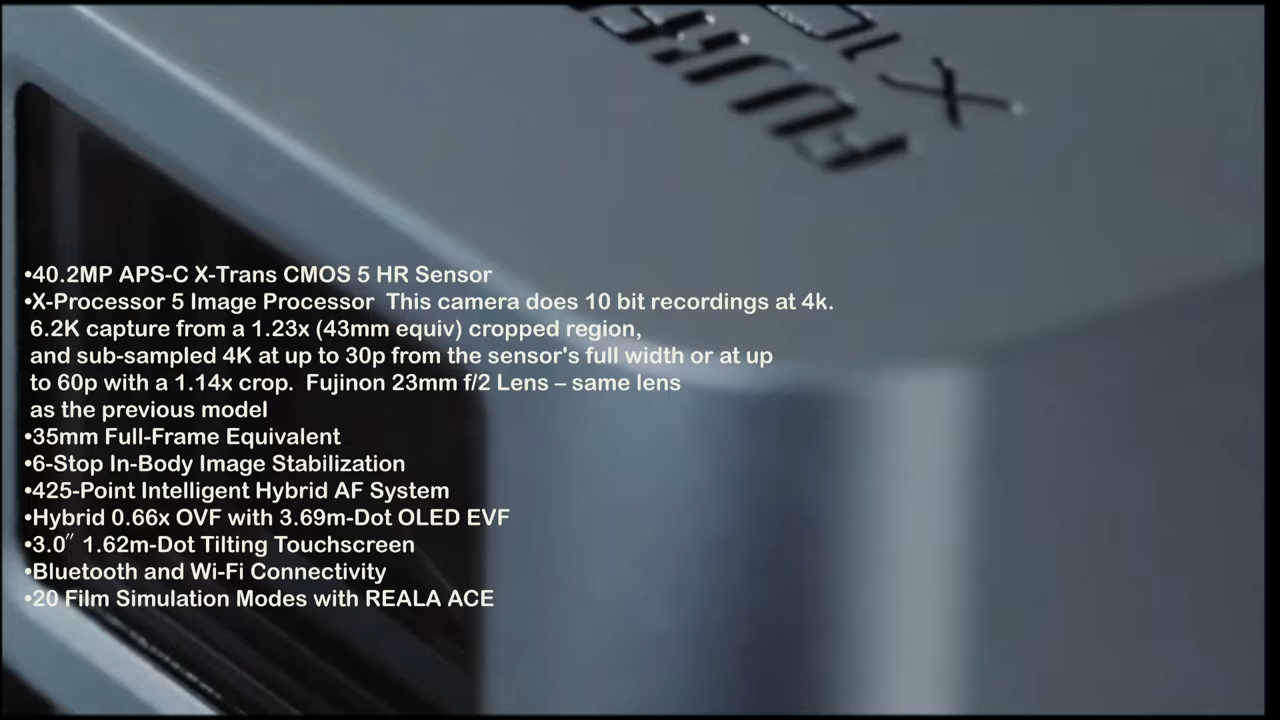 X10
FUJIFI
•40.2MP APS-C X-Trans CMOS 5 HR Sensor
•X-Processor 5 Image Processor  This camera does 10 bit recordings at 4k.
6.2K capture from a 1.23x (43mm equiv) cropped region,
and sub-sampled 4K at up to 30p from the sensor's full width or at up
to 60p with a 1.14x crop.  Fujinon 23mm f/2 Lens – same lens
as the previous model
•35mm Full-Frame Equivalent
•6-Stop In-Body Image Stabilization
•425-Point Intelligent Hybrid AF System
•Hybrid 0.66x OVF with 3.69m-Dot OLED EVF
•3.0″ 1.62m-Dot Tilting Touchscreen
•Bluetooth and Wi-Fi Connectivity
•20 Film Simulation Modes with REALA ACE